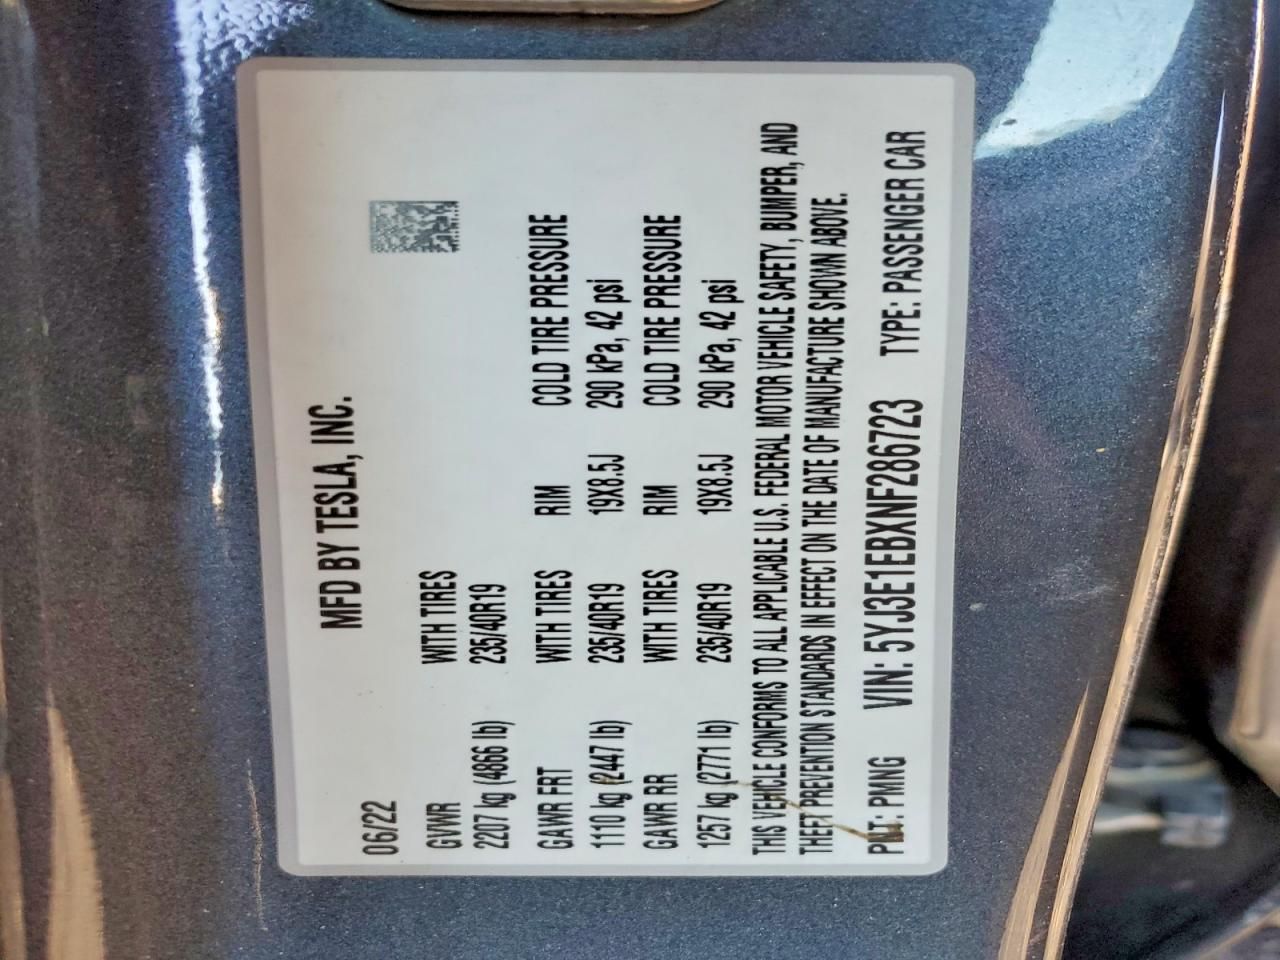 MFD BY TESLA, INC.
06/22
GVWR WITH TIRES
2207 kg (4866 lb) 235/40R19
GAWR FRT WITH TIRES RIM COLD TIRE PRESSURE
1110 kg (2447 lb) 235/40R19 19X8.5J 290 kPa, 42 psi
GAWR RR WITH TIRES RIM COLD TIRE PRESSURE
1257 kg (2771 lb) 235/40R19 19X8.5J 290 kPa, 42 psi
THIS VEHICLE CONFORMS TO ALL APPLICABLE U.S. FEDERAL MOTOR VEHICLE SAFETY, BUMPER, AND
THEFT PREVENTION STANDARDS IN EFFECT ON THE DATE OF MANUFACTURE SHOWN ABOVE.
PNT: PMNG VIN: 5YJ3E1EBXNF286723 TYPE: PASSENGER CAR